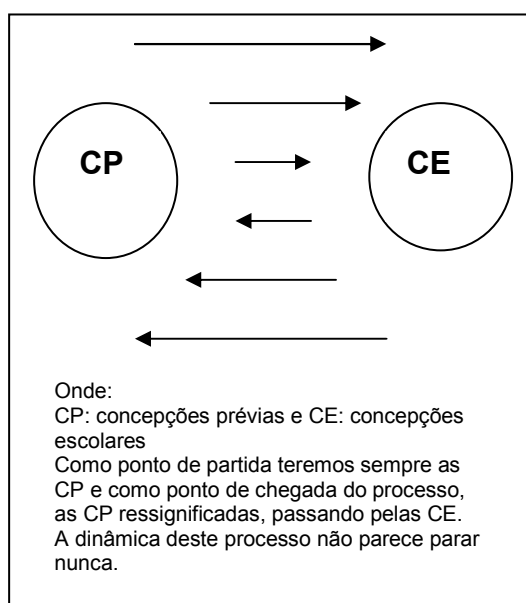 CP
CE
Onde:
CP: concepções prévias e CE: concepções
escolares
Como ponto de partida teremos sempre as
CP e como ponto de chegada do processo,
as CP ressignificadas, passando pelas CE.
A dinâmica deste processo não parece parar
nunca.